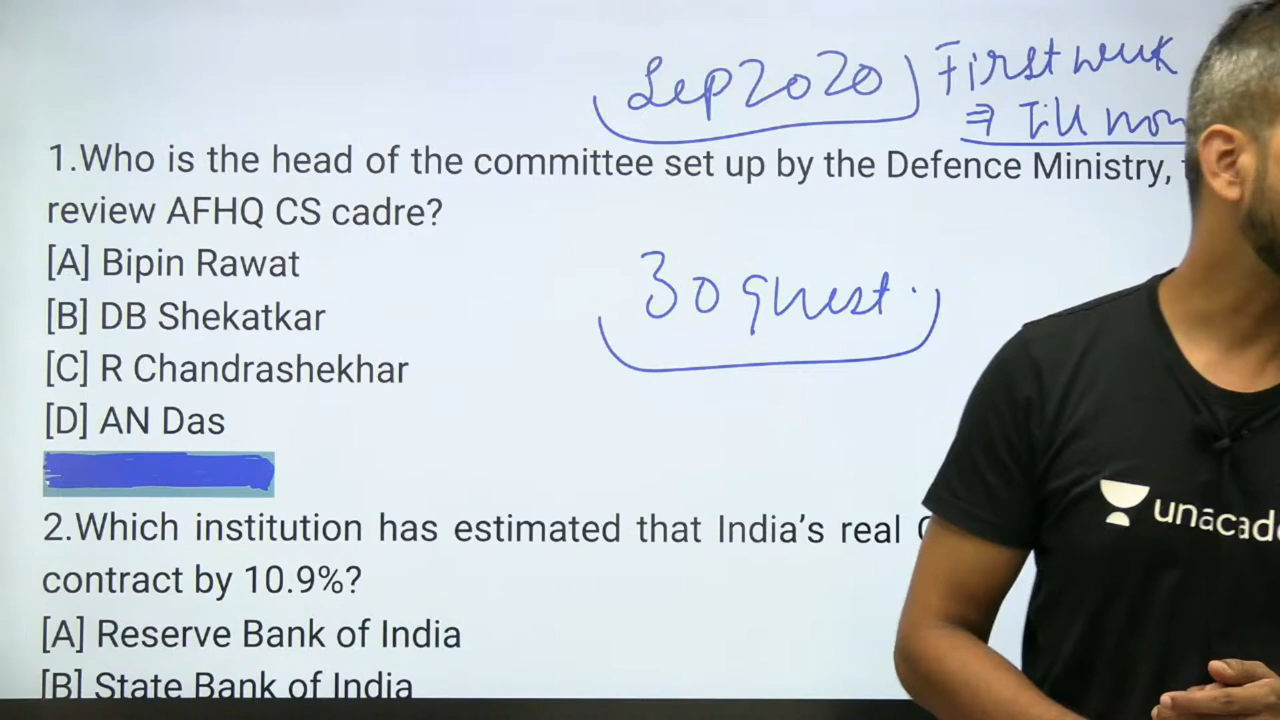 Sep 2020 First week
⇒ Till now
1.Who is the head of the committee set up by the Defence Ministry,
review AFHQ CS cadre?
[A] Bipin Rawat
30 quest.
[B] DB Shekatkar
[C] R Chandrashekhar
[D] AN Das
unacade
2.Which institution has estimated that India's real
contract by 10.9%?
[A] Reserve Bank of India
[B] State Bank of India